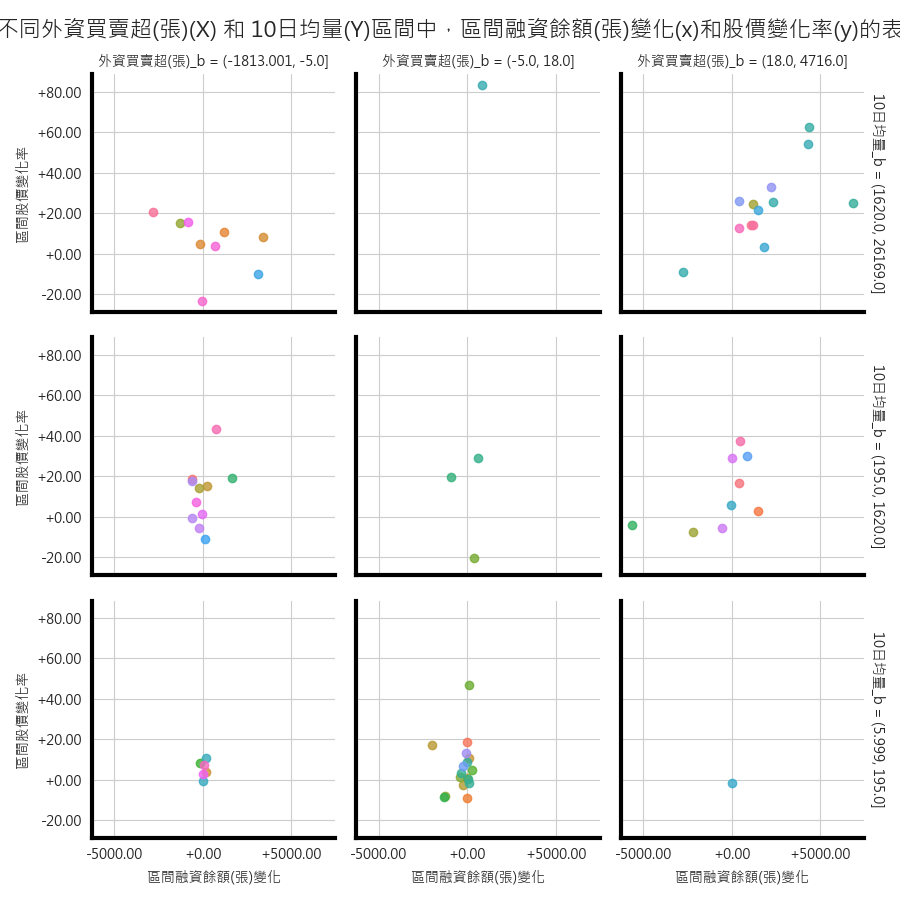 不同外資買賣超(張)(X) 和 10日均量(Y)區間中，區間融資餘額(張)變化(x)和股價變化率(y)的表
外資買賣超(張)_b = (-1813.001, -5.0]
外資買賣超(張)_b = (-5.0, 18.0]
外資買賣超(張)_b = (18.0, 4716.0]
+80.00
+60.00
+40.00
+20.00
+0.00
-20.00
區間股價變化率
10日均量_b = (1620.0, 26169.0]
+80.00
+60.00
+40.00
+20.00
+0.00
-20.00
區間股價變化率
10日均量_b = (195.0, 1620.0]
+80.00
+60.00
+40.00
+20.00
+0.00
-20.00
區間股價變化率
10日均量_b = (5.999, 195.0]
-5000.00 +0.00 +5000.00
-5000.00 +0.00 +5000.00
-5000.00 +0.00 +5000.00
區間融資餘額(張)變化
區間融資餘額(張)變化
區間融資餘額(張)變化